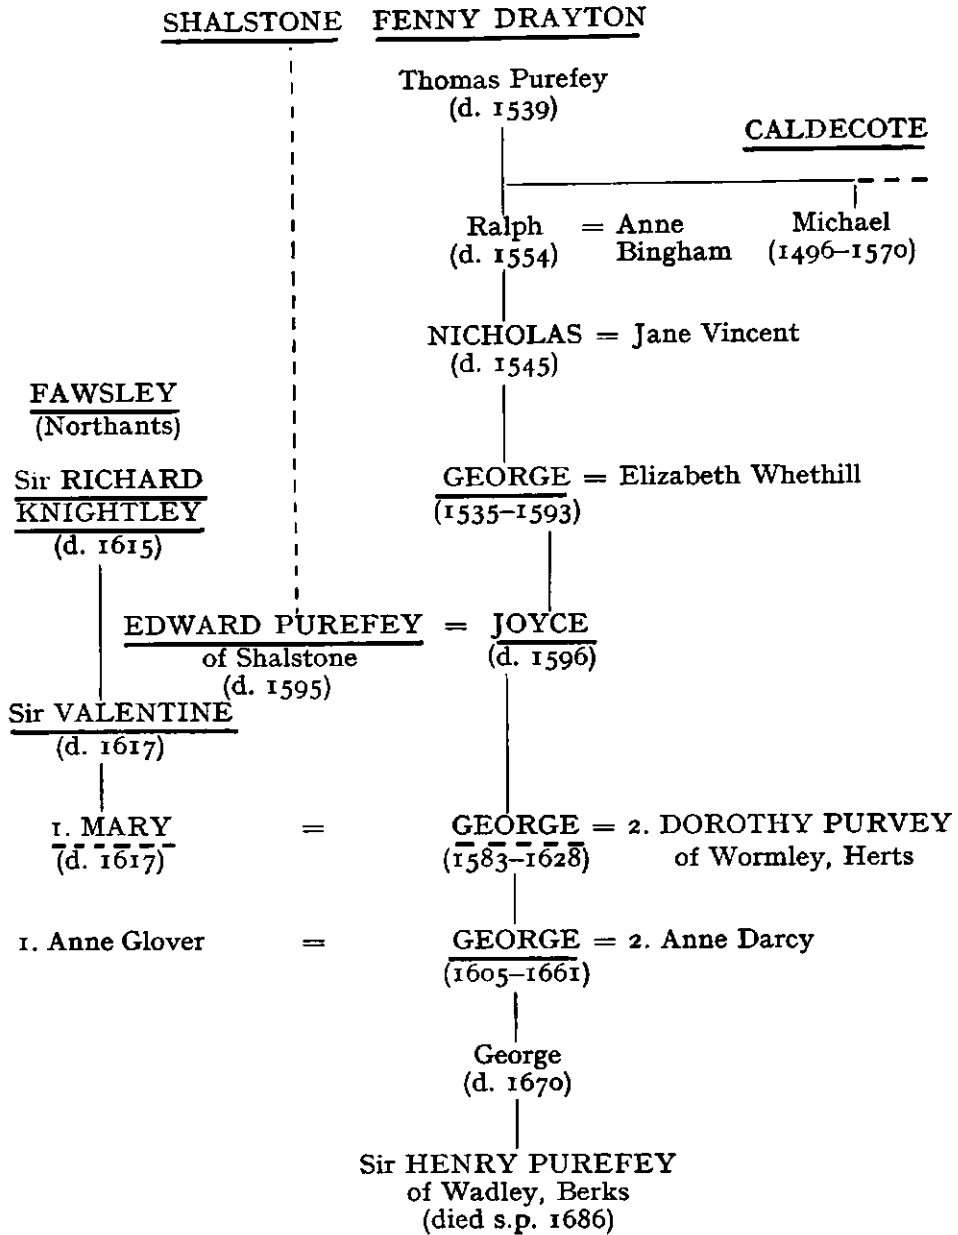 SHALSTONE FENNY DRAYTON
Thomas Purefey
(d. 1539)
CALDECOTE
Ralph = Anne Bingham
(d. 1554)
Michael
(1496–1570)
NICHOLAS = Jane Vincent
(d. 1545)
FAWSLEY
(Northants)
Sir RICHARD
KNIGHTLEY
(d. 1615)
GEORGE = Elizabeth Whethill
(1535–1593)
EDWARD PUREFEY = JOYCE
of Shalstone
(d. 1595)
(d. 1596)
Sir VALENTINE
(d. 1617)
1. MARY = GEORGE = 2. DOROTHY PURVEY
(d. 1617) (1583–1628) of Wormley, Herts
1. Anne Glover = GEORGE = 2. Anne Darcy
(1605–1661)
George
(d. 1670)
Sir HENRY PUREFEY
of Wadley, Berks
(died s.p. 1686)